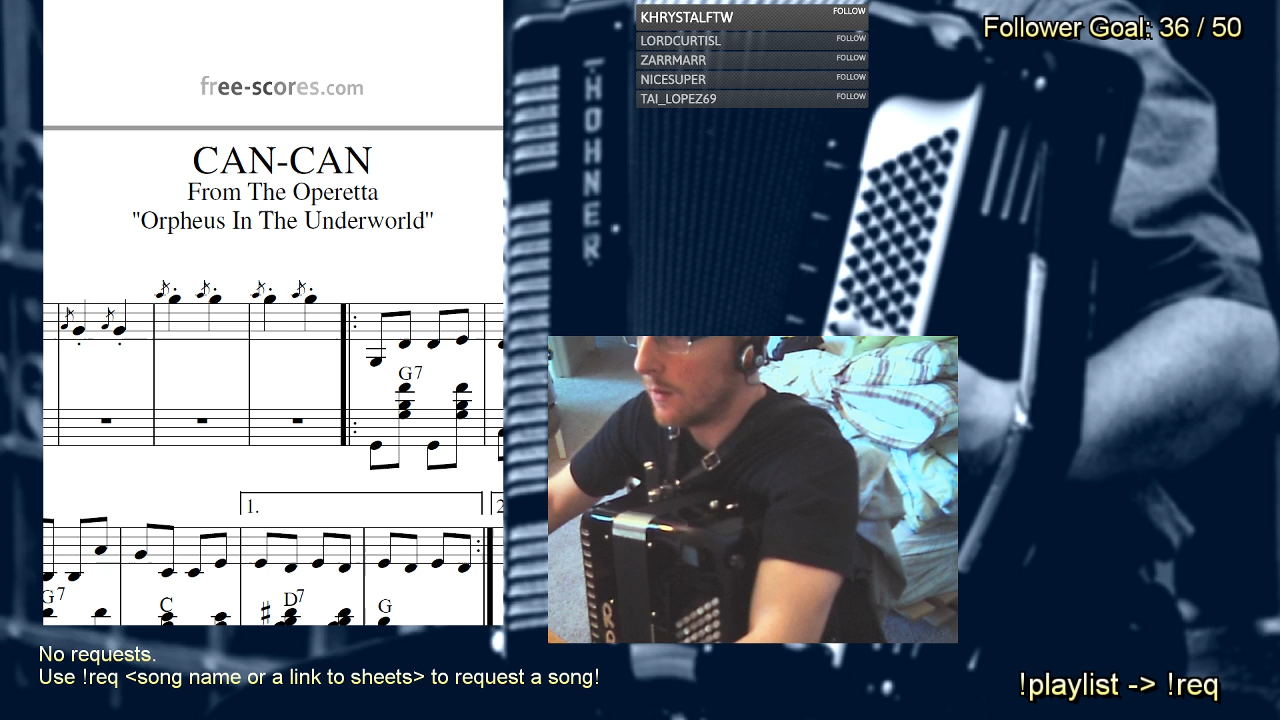 free-scores.com
CAN-CAN
From The Operetta
"Orpheus In The Underworld"
G7
1.
2
G7
C
D7
G
KHRYSTALFTW FOLLOW
LORDCURTISL FOLLOW
ZARRMARR FOLLOW
NICESUPER FOLLOW
TAI_LOPEZ69 FOLLOW
Follower Goal: 36 / 50
HOHNER
No requests.
Use !req <song name or a link to sheets> to request a song!
!playlist -> !req